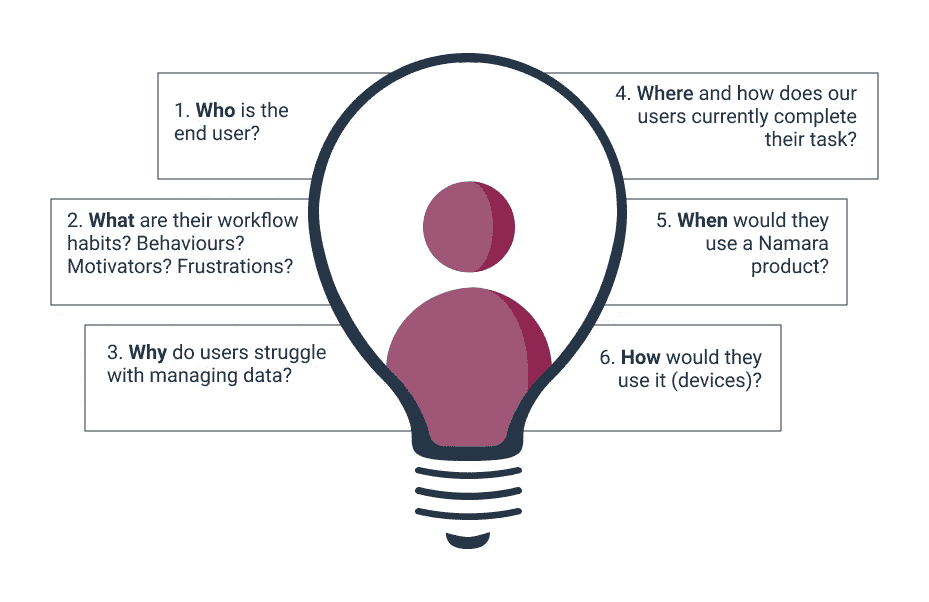 1. Who is the
end user?
2. What are their workflow
habits? Behaviours?
Motivators? Frustrations?
3. Why do users struggle
with managing data?
4. Where and how does our
users currently complete
their task?
5. When would they
use a Namara
product?
6. How would they
use it (devices)?